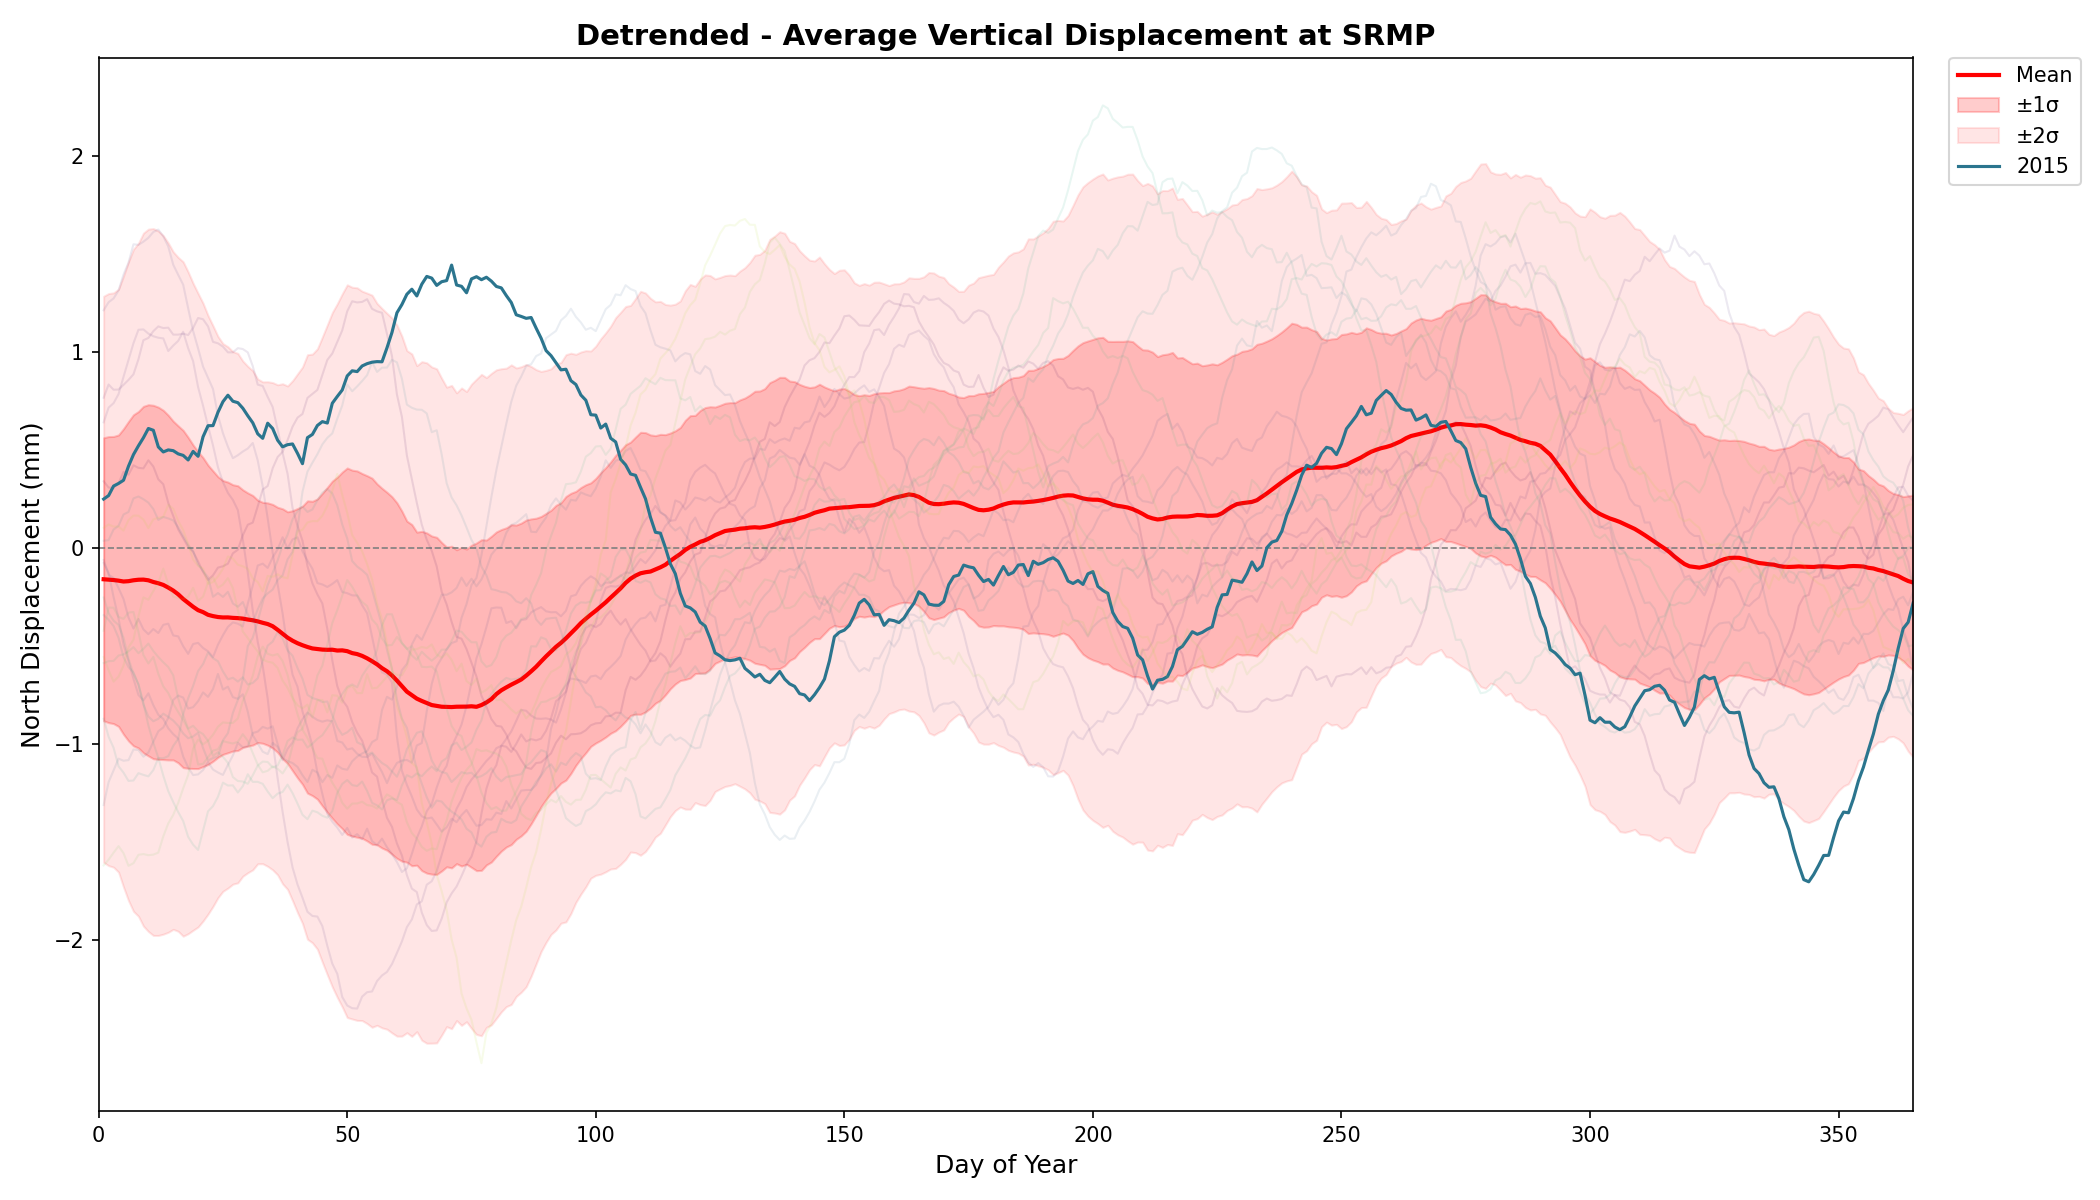 Detrended - Average Vertical Displacement at SRMP
Mean
±1σ
±2σ
2015
North Displacement (mm)
2
1
0
−1
−2
0 50 100 150 200 250 300 350
Day of Year